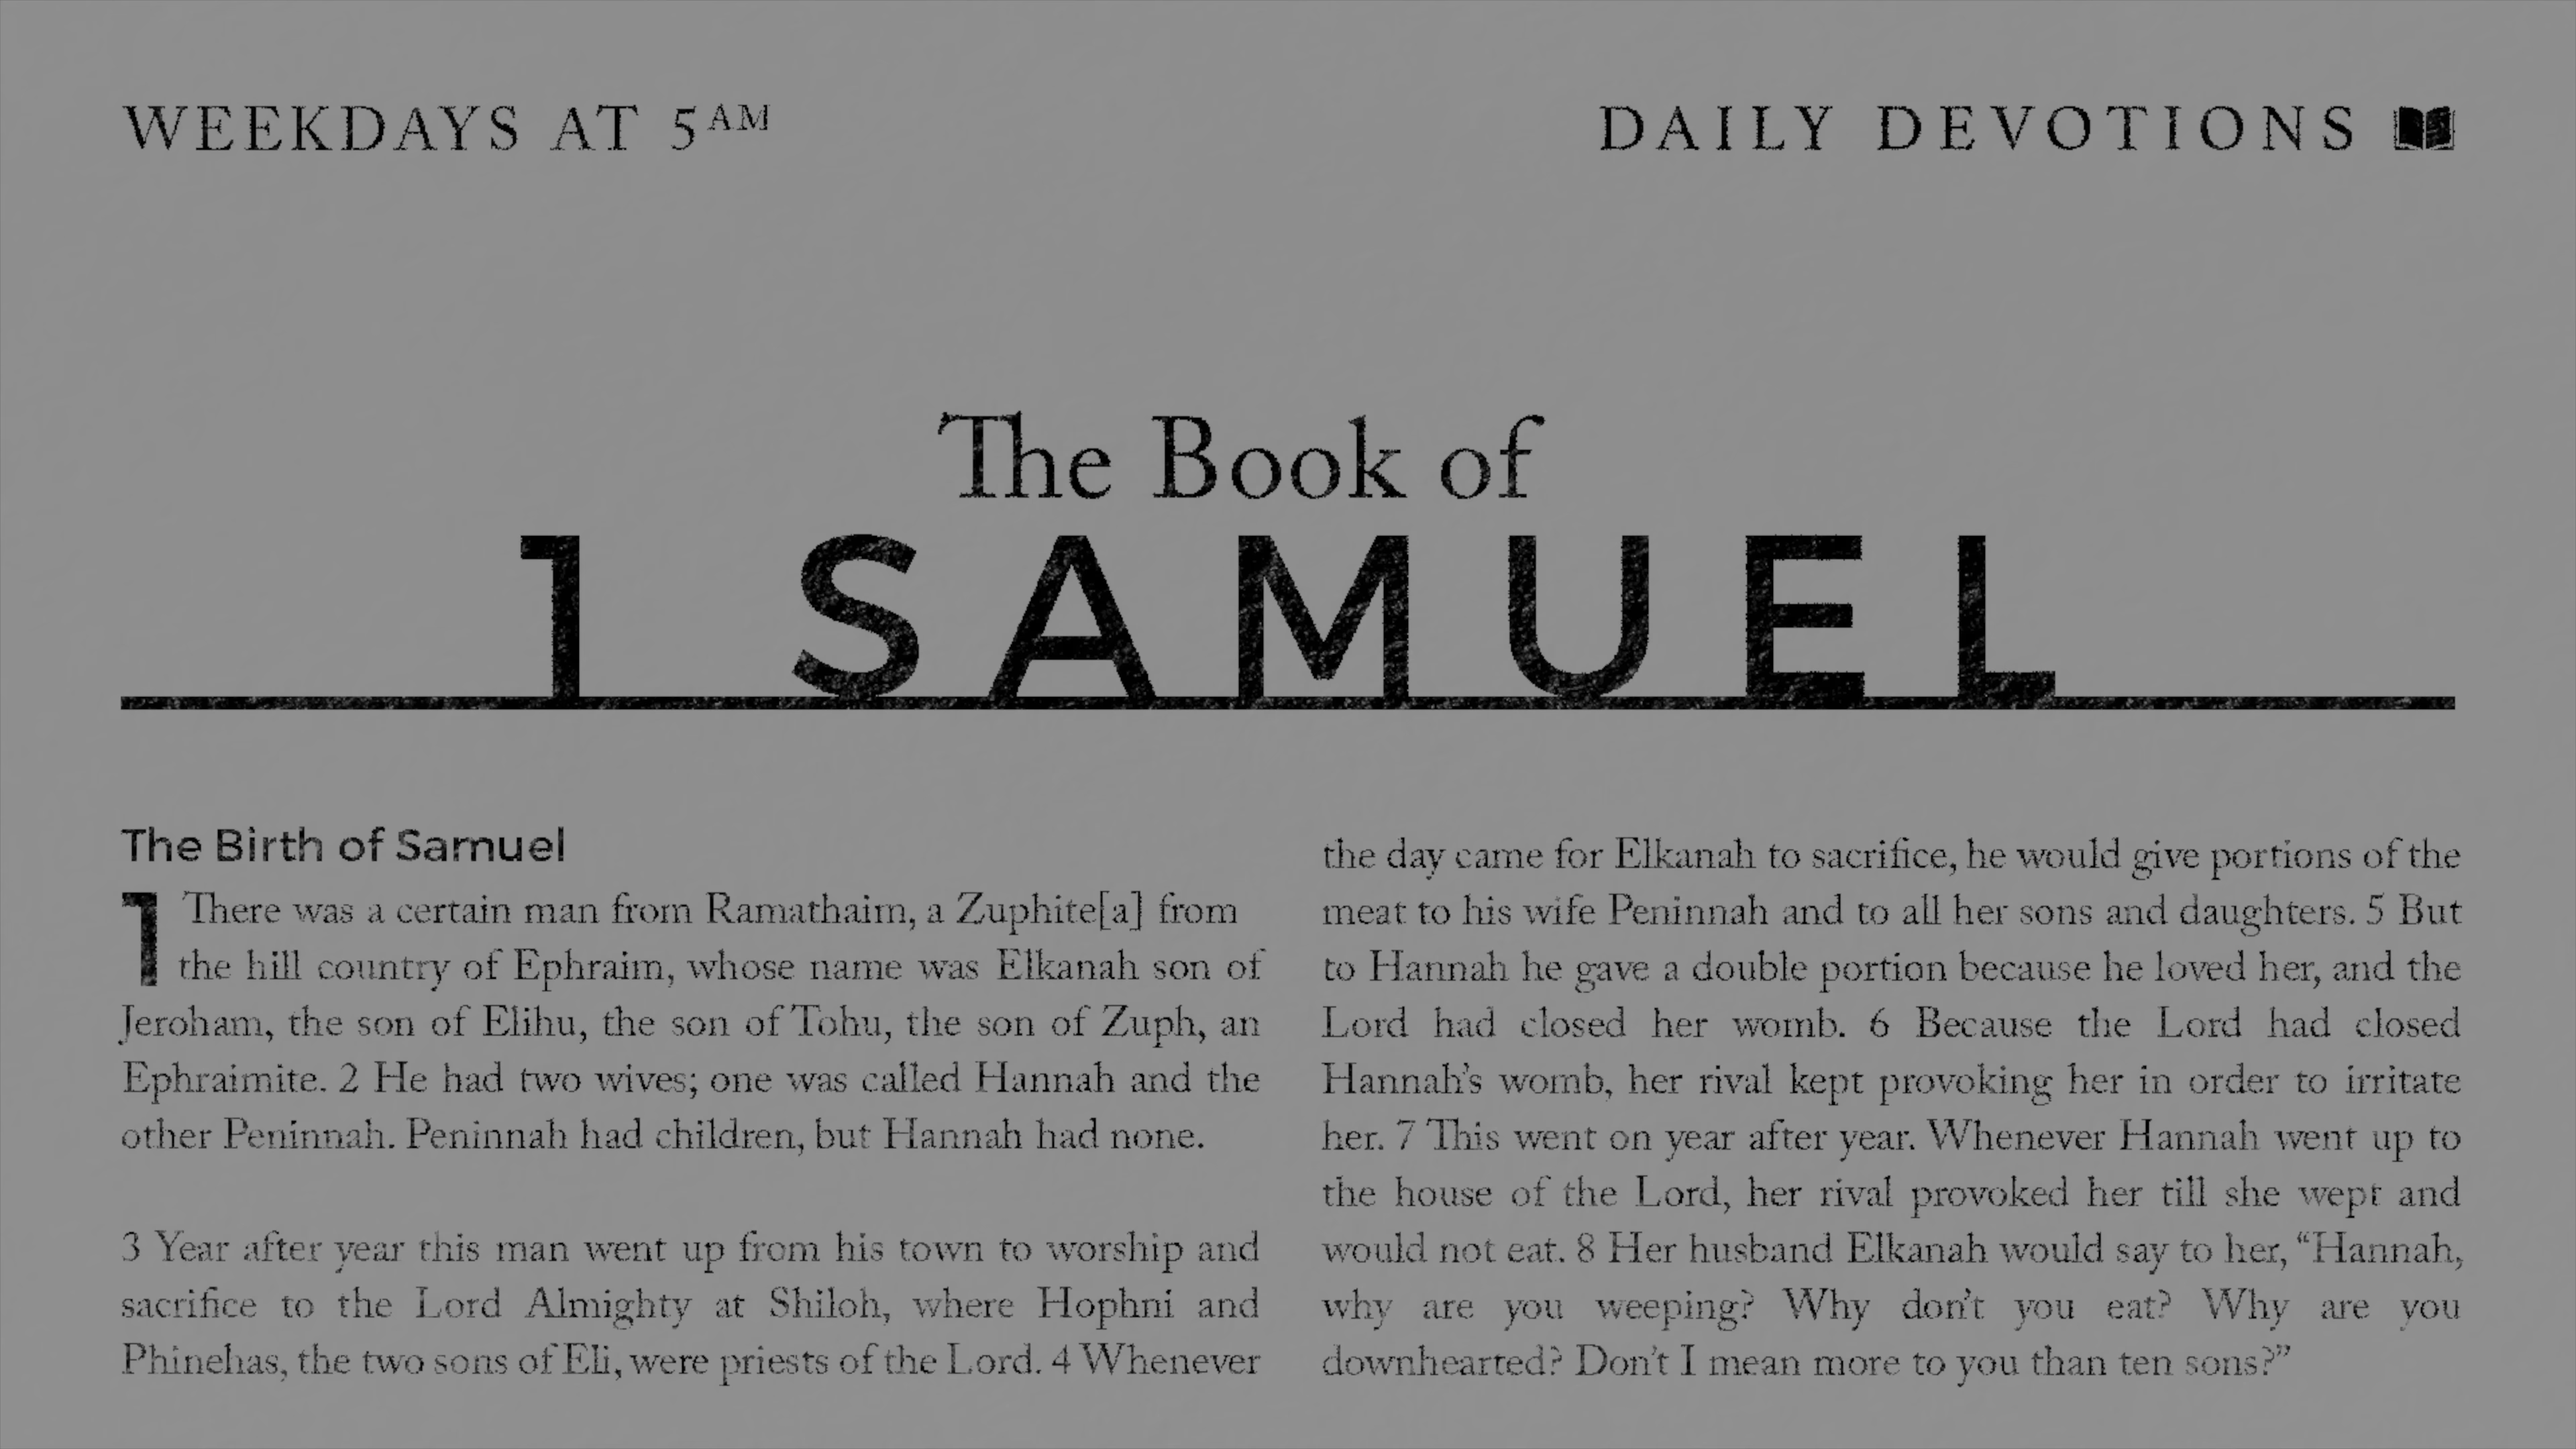 WEEKDAYS AT 5AM
DAILY DEVOTIONS
The Book of
1 SAMUEL
The Birth of Samuel
1 There was a certain man from Ramathaim, a Zuphite[a] from
the hill country of Ephraim, whose name was Elkanah son of
Jeroham, the son of Elihu, the son of Tohu, the son of Zuph, an
Ephraimite. 2 He had two wives; one was called Hannah and the
other Peninnah. Peninnah had children, but Hannah had none.
3 Year after year this man went up from his town to worship and
sacrifice to the Lord Almighty at Shiloh, where Hophni and
Phinehas, the two sons of Eli, were priests of the Lord. 4 Whenever
the day came for Elkanah to sacrifice, he would give portions of the
meat to his wife Peninnah and to all her sons and daughters. 5 But
to Hannah he gave a double portion because he loved her, and the
Lord had closed her womb. 6 Because the Lord had closed
Hannah’s womb, her rival kept provoking her in order to irritate
her. 7 This went on year after year. Whenever Hannah went up to
the house of the Lord, her rival provoked her till she wept and
would not eat. 8 Her husband Elkanah would say to her, “Hannah,
why are you weeping? Why don’t you eat? Why are you
downhearted? Don’t I mean more to you than ten sons?”